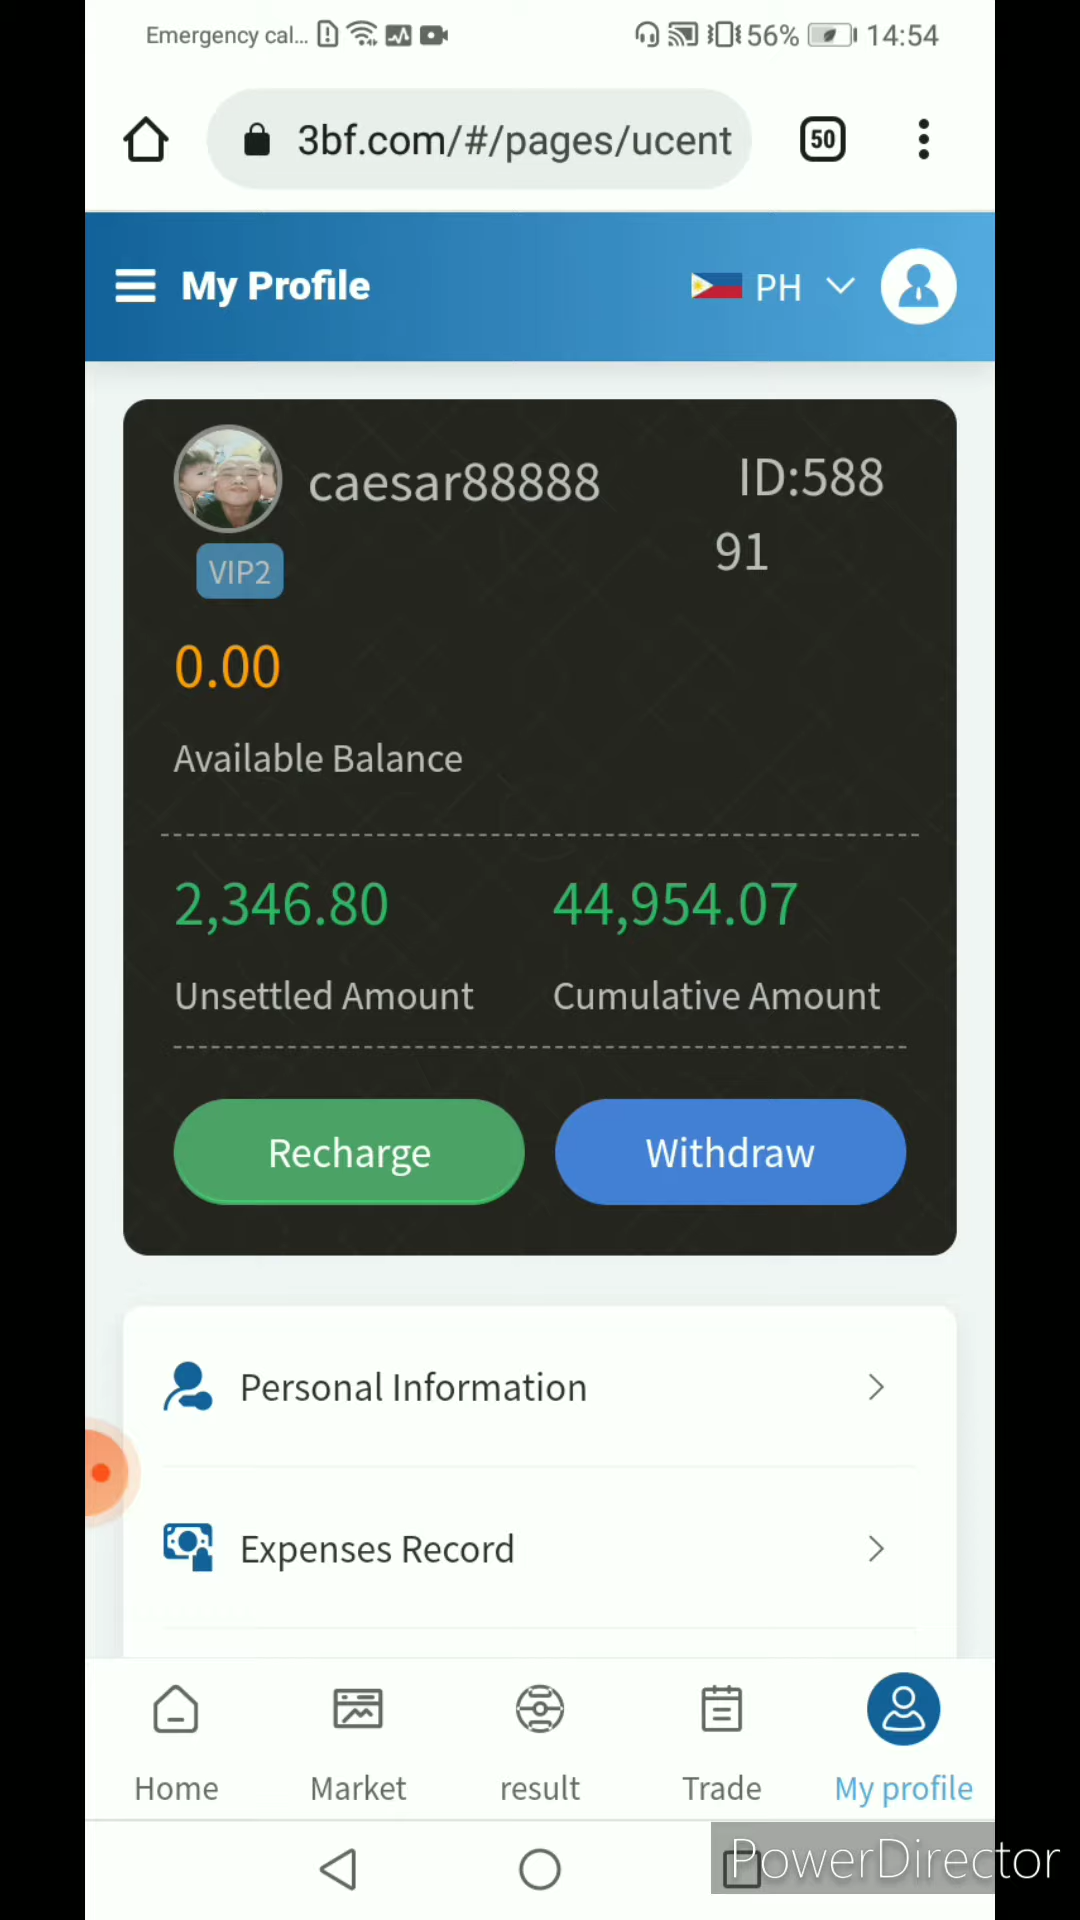 Emergency cal... 56% 14:54
3bf.com/#/pages/ucent 50
My Profile PH
caesar88888 ID:588
91
VIP2
0.00
Available Balance
2,346.80 44,954.07
Unsettled Amount Cumulative Amount
Recharge Withdraw
Personal Information
Expenses Record
Home Market result Trade My profile
PowerDirector